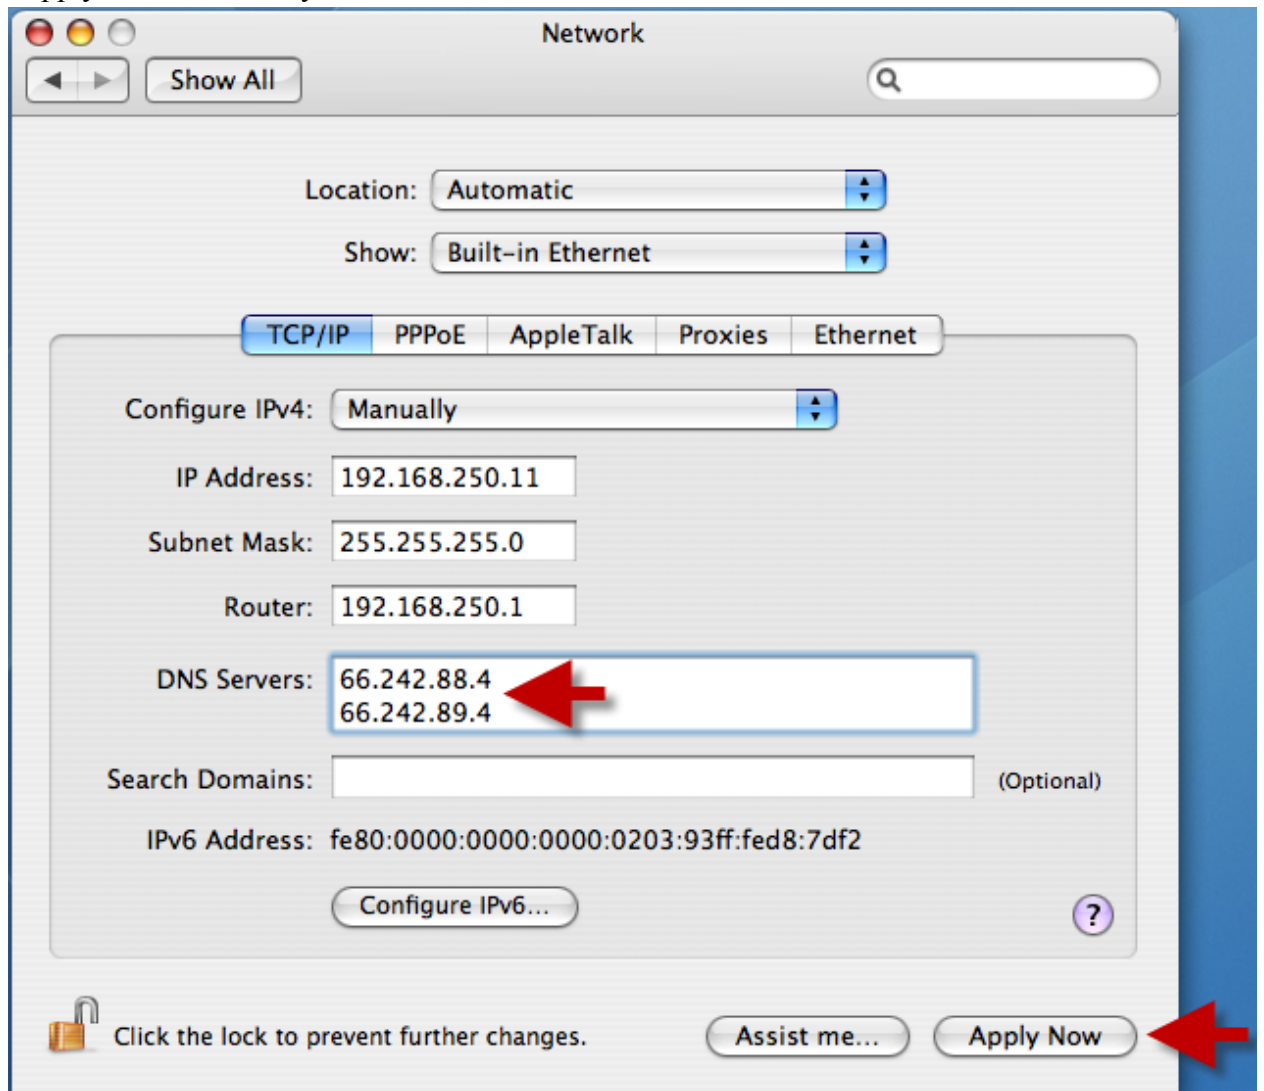 Network
Show All
Location: Automatic
Show: Built-in Ethernet
TCP/IP PPPoE AppleTalk Proxies Ethernet
Configure IPv4: Manually
IP Address: 192.168.250.11
Subnet Mask: 255.255.255.0
Router: 192.168.250.1
DNS Servers: 66.242.88.4
66.242.89.4
Search Domains: (Optional)
IPv6 Address: fe80:0000:0000:0000:0203:93ff:fed8:7df2
Configure IPv6...
?
Click the lock to prevent further changes. Assist me... Apply Now